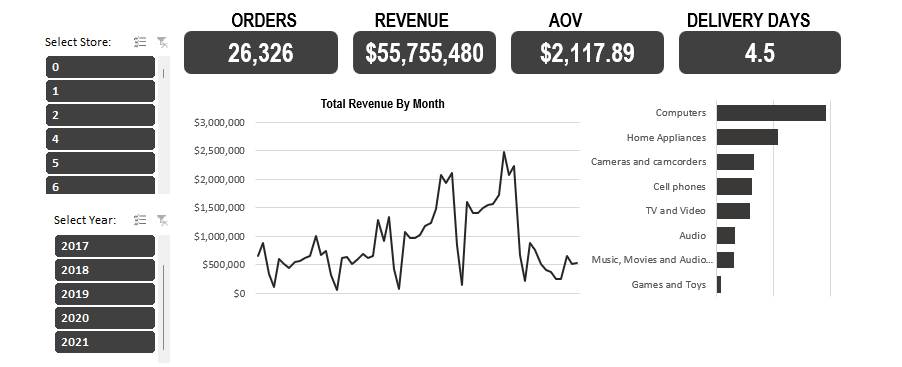 ORDERS REVENUE AOV DELIVERY DAYS
26,326 $55,755,480 $2,117.89 4.5
Select Store:
0
1
2
4
5
6
Select Year:
2017
2018
2019
2020
2021
Total Revenue By Month
$3,000,000
$2,500,000
$2,000,000
$1,500,000
$1,000,000
$500,000
$0
Computers
Home Appliances
Cameras and camcorders
Cell phones
TV and Video
Audio
Music, Movies and Audio...
Games and Toys